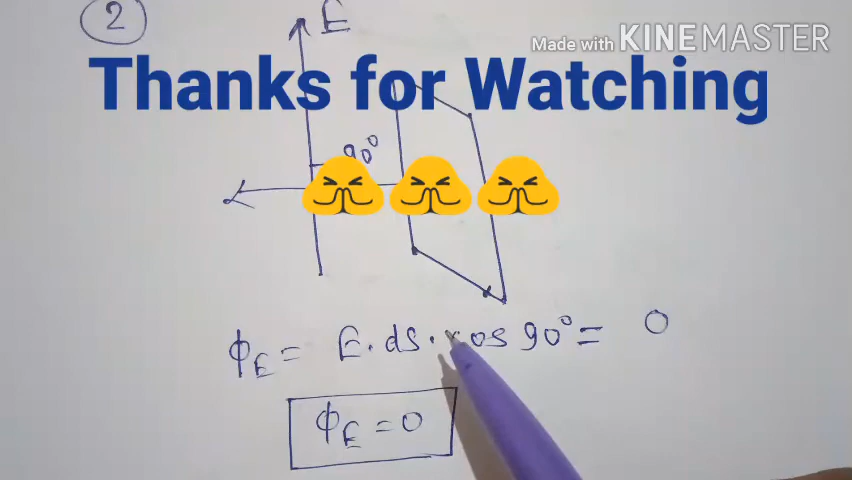 2
E
Made with KINEMASTER
Thanks for Watching
90°
ϕE = E.ds.cos 90° = 0
ϕE = 0